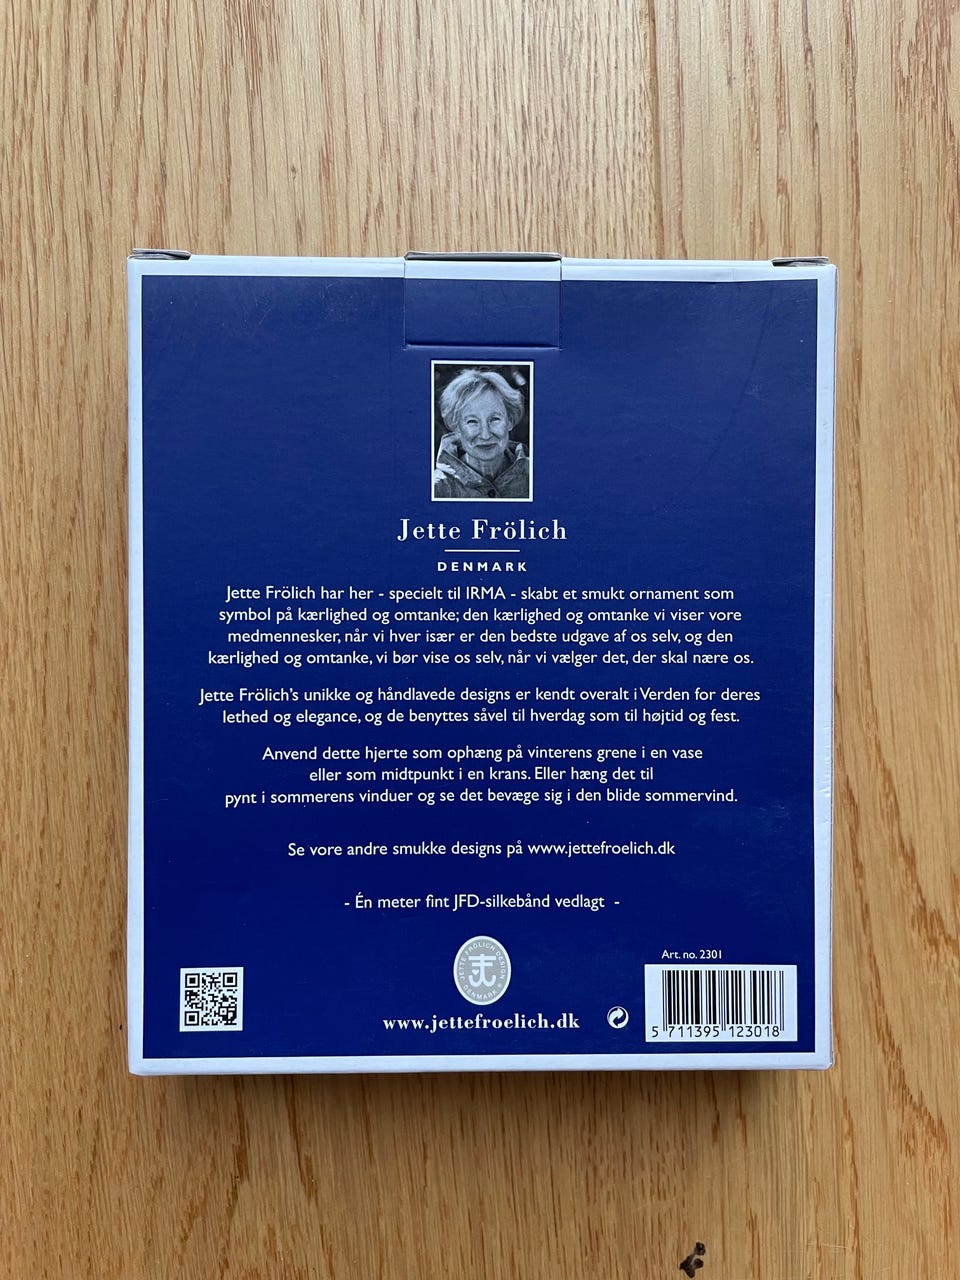 Jette Frölich
DENMARK
Jette Frölich har her - specielt til IRMA - skabt et smukt ornament som
symbol på kærlighed og omtanke; den kærlighed og omtanke vi viser vore
medmennesker, når vi hver især er den bedste udgave af os selv, og den
kærlighed og omtanke, vi bør vise os selv, når vi vælger det, der skal nære os.
Jette Frölich's unikke og håndlavede designs er kendt overalt i Verden for deres
lethed og elegance, og de benyttes såvel til hverdag som til højtid og fest.
Anvend dette hjerte som ophæng på vinterens grene i en vase
eller som midtpunkt i en krans. Eller hæng det til
pynt i sommerens vinduer og se det bevæge sig i den blide sommervind.
Se vore andre smukke designs på www.jettefroelich.dk
- Én meter fint JFD-silkebånd vedlagt -
JETTE FRÖLICH DESIGN
DENMARK
www.jettefroelich.dk
Art. no. 2301
5 711395 123018